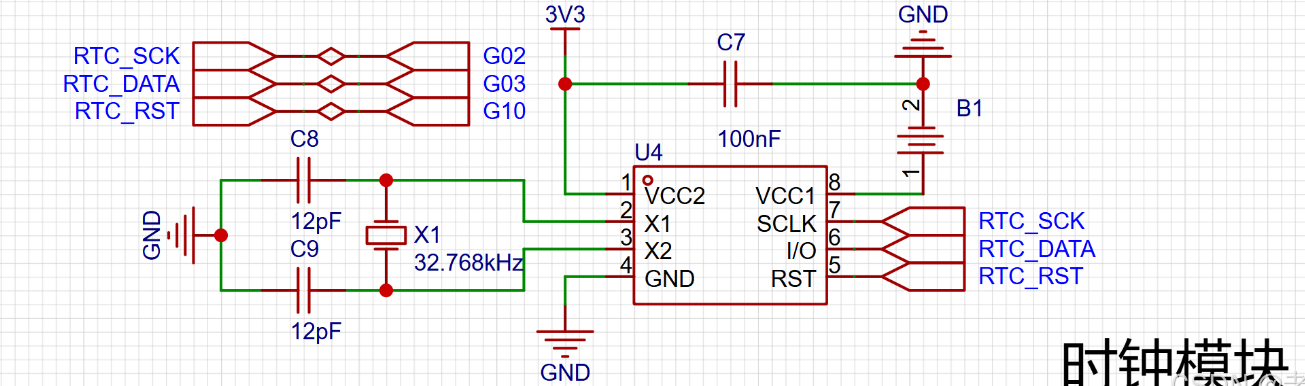 3V3
GND
C7
RTC_SCK
G02
RTC_DATA
G03
RTC_RST
G10
2
B1
C8
100nF
U4
1
1
VCC2
VCC1
8
12pF
2
X1
SCLK
7
RTC_SCK
GND
X1
3
X2
I/O
6
RTC_DATA
C9
32.768kHz
4
GND
RST
5
RTC_RST
12pF
GND
时钟模块